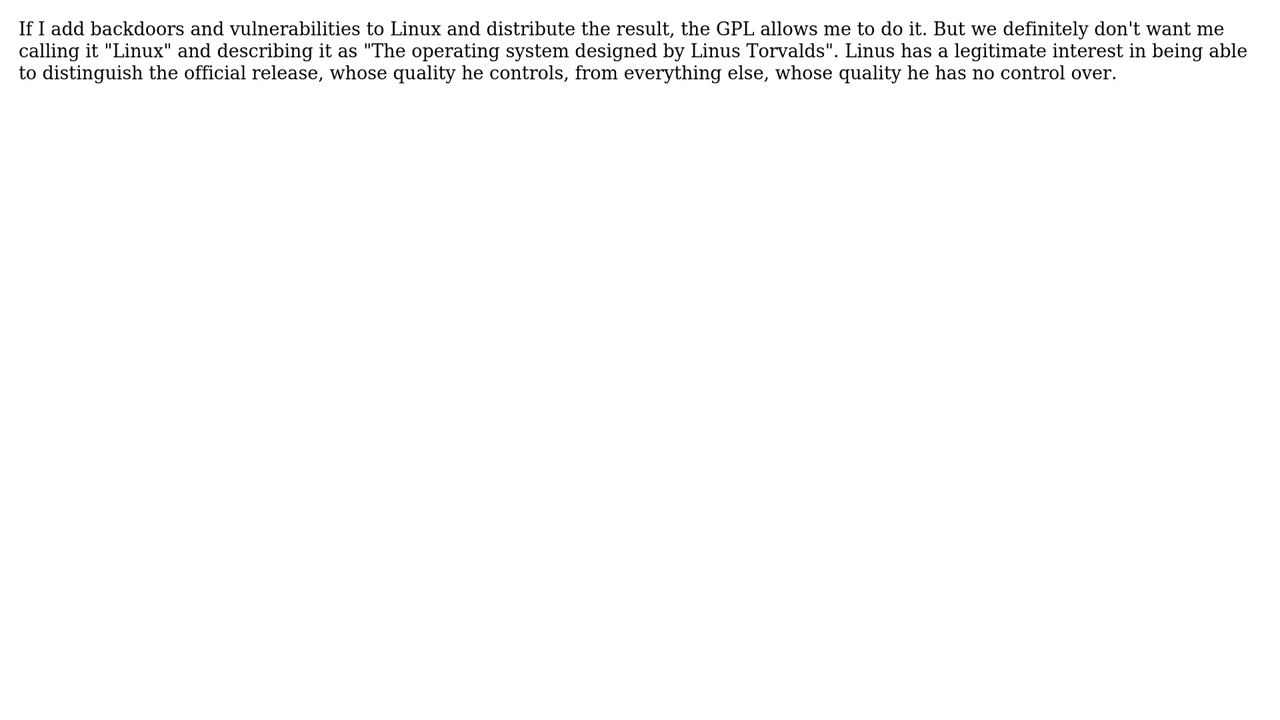 If I add backdoors and vulnerabilities to Linux and distribute the result, the GPL allows me to do it. But we definitely don't want me
calling it "Linux" and describing it as "The operating system designed by Linus Torvalds". Linus has a legitimate interest in being able
to distinguish the official release, whose quality he controls, from everything else, whose quality he has no control over.